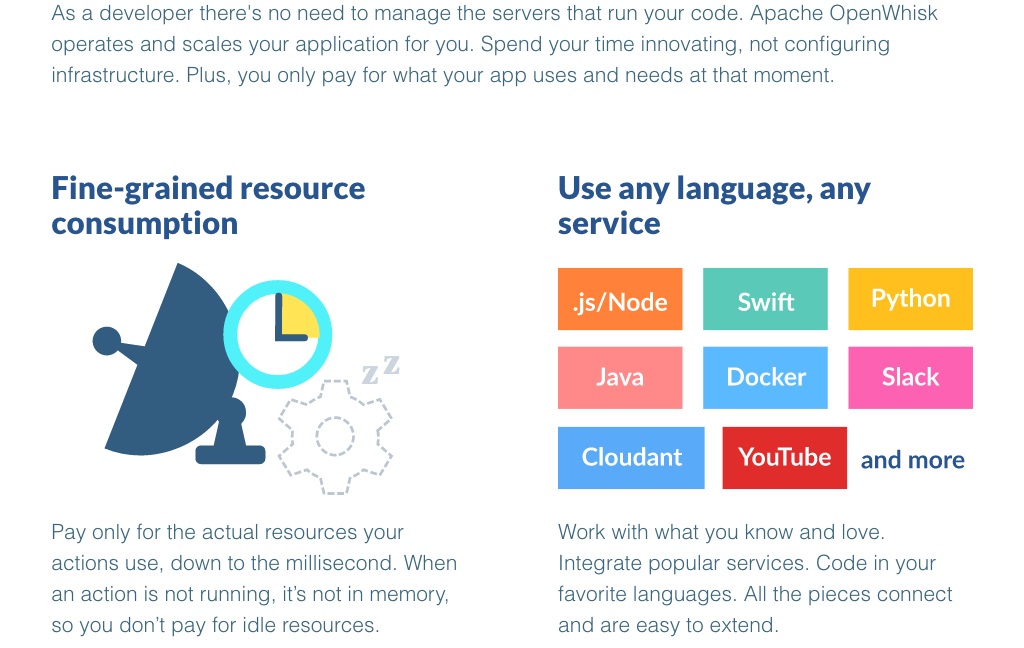 As a developer there's no need to manage the servers that run your code. Apache OpenWhisk
operates and scales your application for you. Spend your time innovating, not configuring
infrastructure. Plus, you only pay for what your app uses and needs at that moment.
Fine-grained resource
consumption
z z
Pay only for the actual resources your
actions use, down to the millisecond. When
an action is not running, it’s not in memory,
so you don’t pay for idle resources.
Use any language, any
service
.js/Node Swift Python
Java Docker Slack
Cloudant YouTube and more
Work with what you know and love.
Integrate popular services. Code in your
favorite languages. All the pieces connect
and are easy to extend.